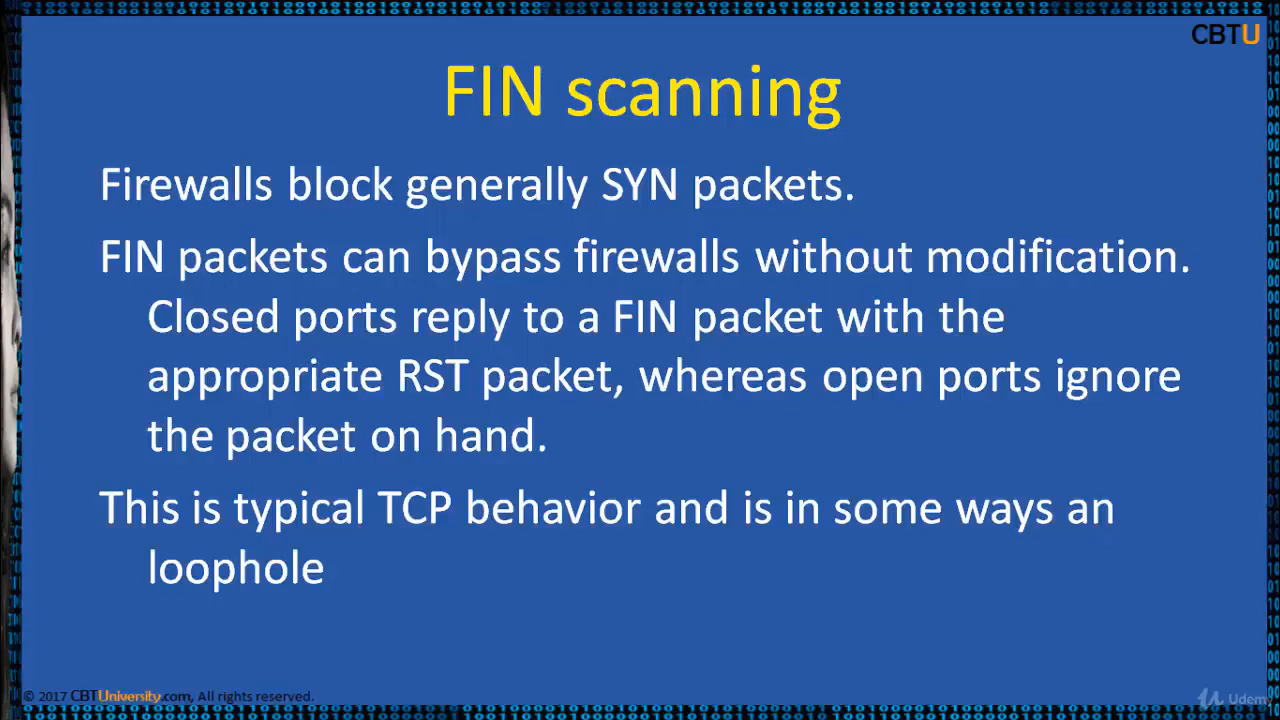 CBTU
FIN scanning
Firewalls block generally SYN packets.
FIN packets can bypass firewalls without modification.
Closed ports reply to a FIN packet with the
appropriate RST packet, whereas open ports ignore
the packet on hand.
This is typical TCP behavior and is in some ways an
loophole
© 2017 CBTUniversity.com, All rights reserved.
Udemy